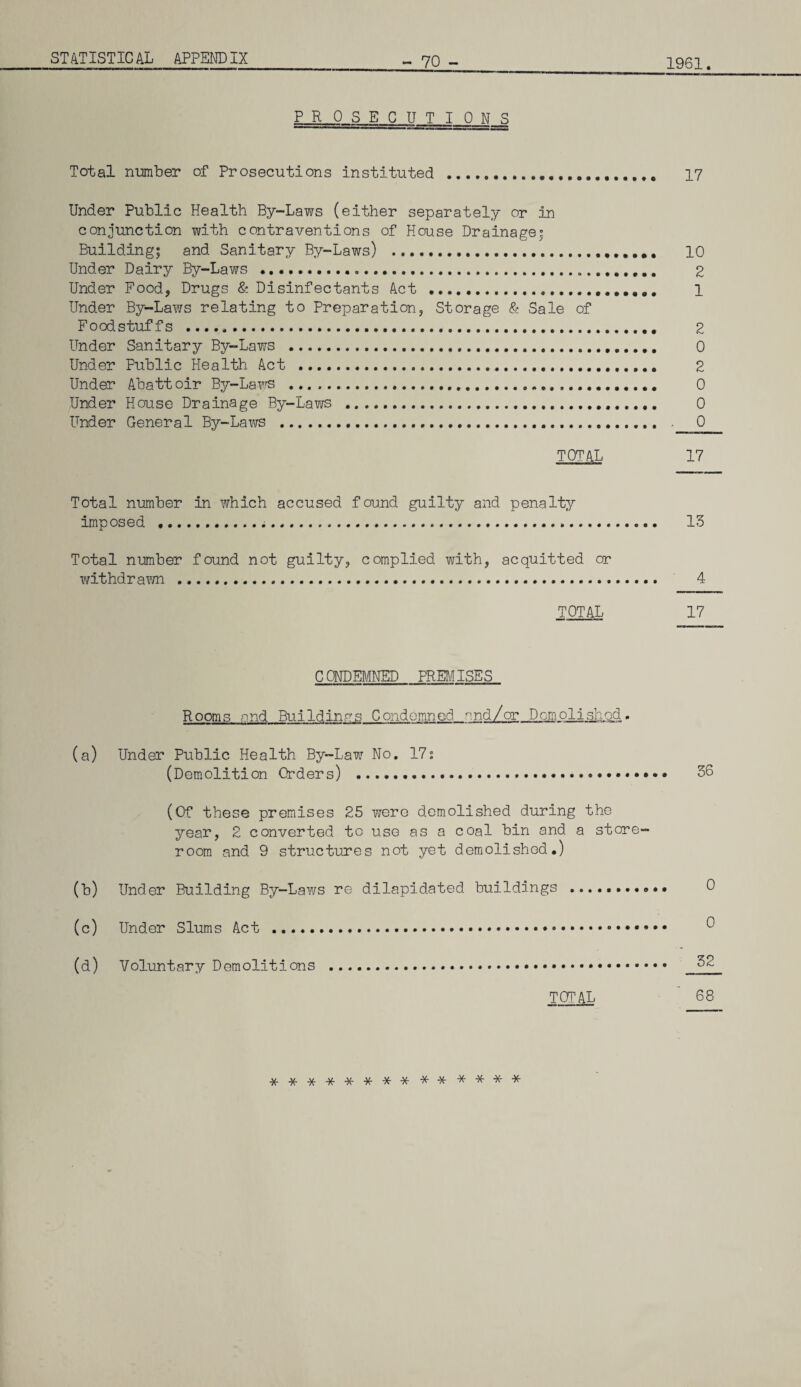 STATISTICAL APPENDIX - 70 - 1961.
PROSECUTIONS
Total number of Prosecutions instituted ....................... 17
Under Public Health By-Laws (either separately or in
conjunction with contraventions of House Drainage;
Building; and Sanitary By-Laws) ............................. 10
Under Dairy By-Laws ........................................... 2
Under Food, Drugs & Disinfectants Act ......................... 1
Under By-Laws relating to Preparation, Storage & Sale of
Foodstuffs .................................................... 2
Under Sanitary By-Laws ........................................ 0
Under Public Health Act ....................................... 2
Under Abattoir By-Laws ........................................ 0
Under House Drainage By-Laws .................................. 0
Under General By-Laws ......................................... 0
TOTAL 17
Total number in which accused found guilty and penalty
imposed ....................................................... 13
Total number found not guilty, complied with, acquitted or
withdrawn ..................................................... 4
TOTAL 17
CONDEMNED PREMISES
Rooms and Buildings Condemned and/or Demolished.
(a) Under Public Health By-Law No. 17:
(Demolition Orders) ................................... 36
(Of these premises 25 were demolished during the
year, 2 converted to use as a coal bin and a store-
room and 9 structures not yet demolished.)
(b) Under Building By-Laws re dilapidated buildings ........... 0
(c) Under Slums Act ........................................... 0
(d) Voluntary Demolitions ..................................... 32
TOTAL 68
* * * * * * * * * * * * * *